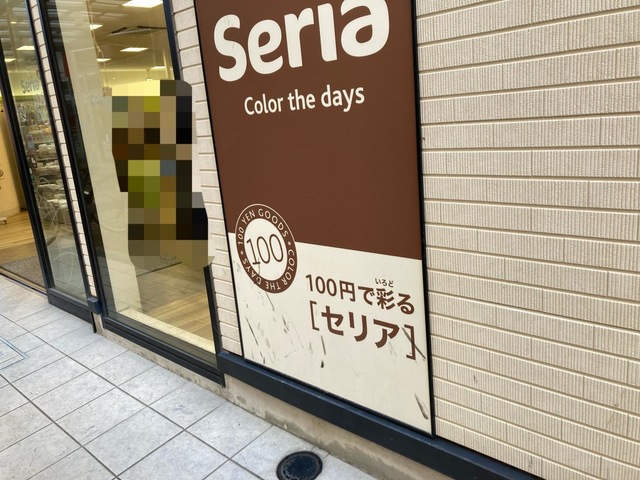 Seria
Color the days
100 YEN GOODS • COLOR THE DAYS •
100
100円で彩る
いろど
[セリア]
Seria